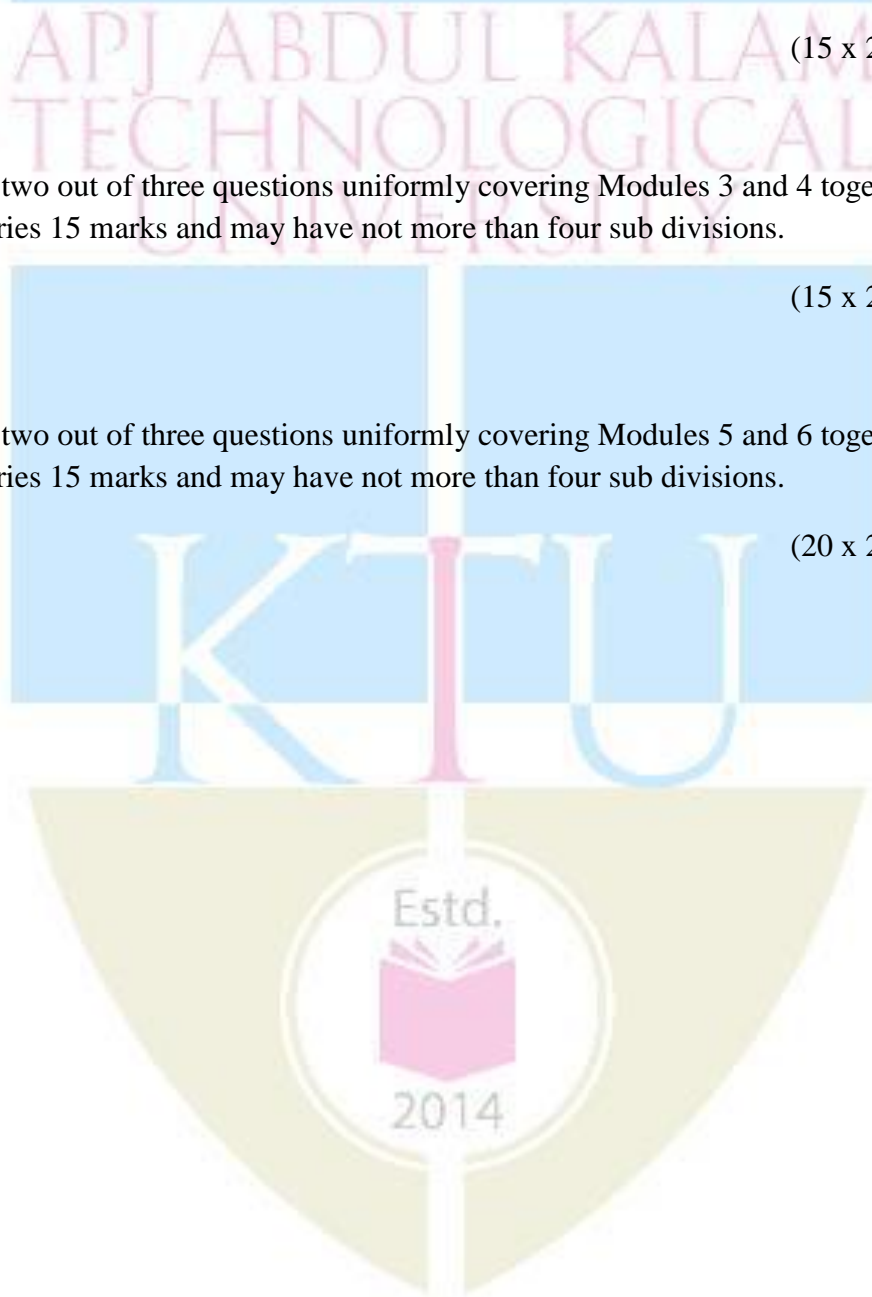 APJ ABDUL KALAM
(15 x 2
TECHNOLOGICAL
two out of three questions uniformly covering Modules 3 and 4 toge
ries 15 marks and may have not more than four sub divisions.
UNIVERSITY
(15 x 2
two out of three questions uniformly covering Modules 5 and 6 toge
ries 15 marks and may have not more than four sub divisions.
(20 x 2
KTU
Estd.
2014